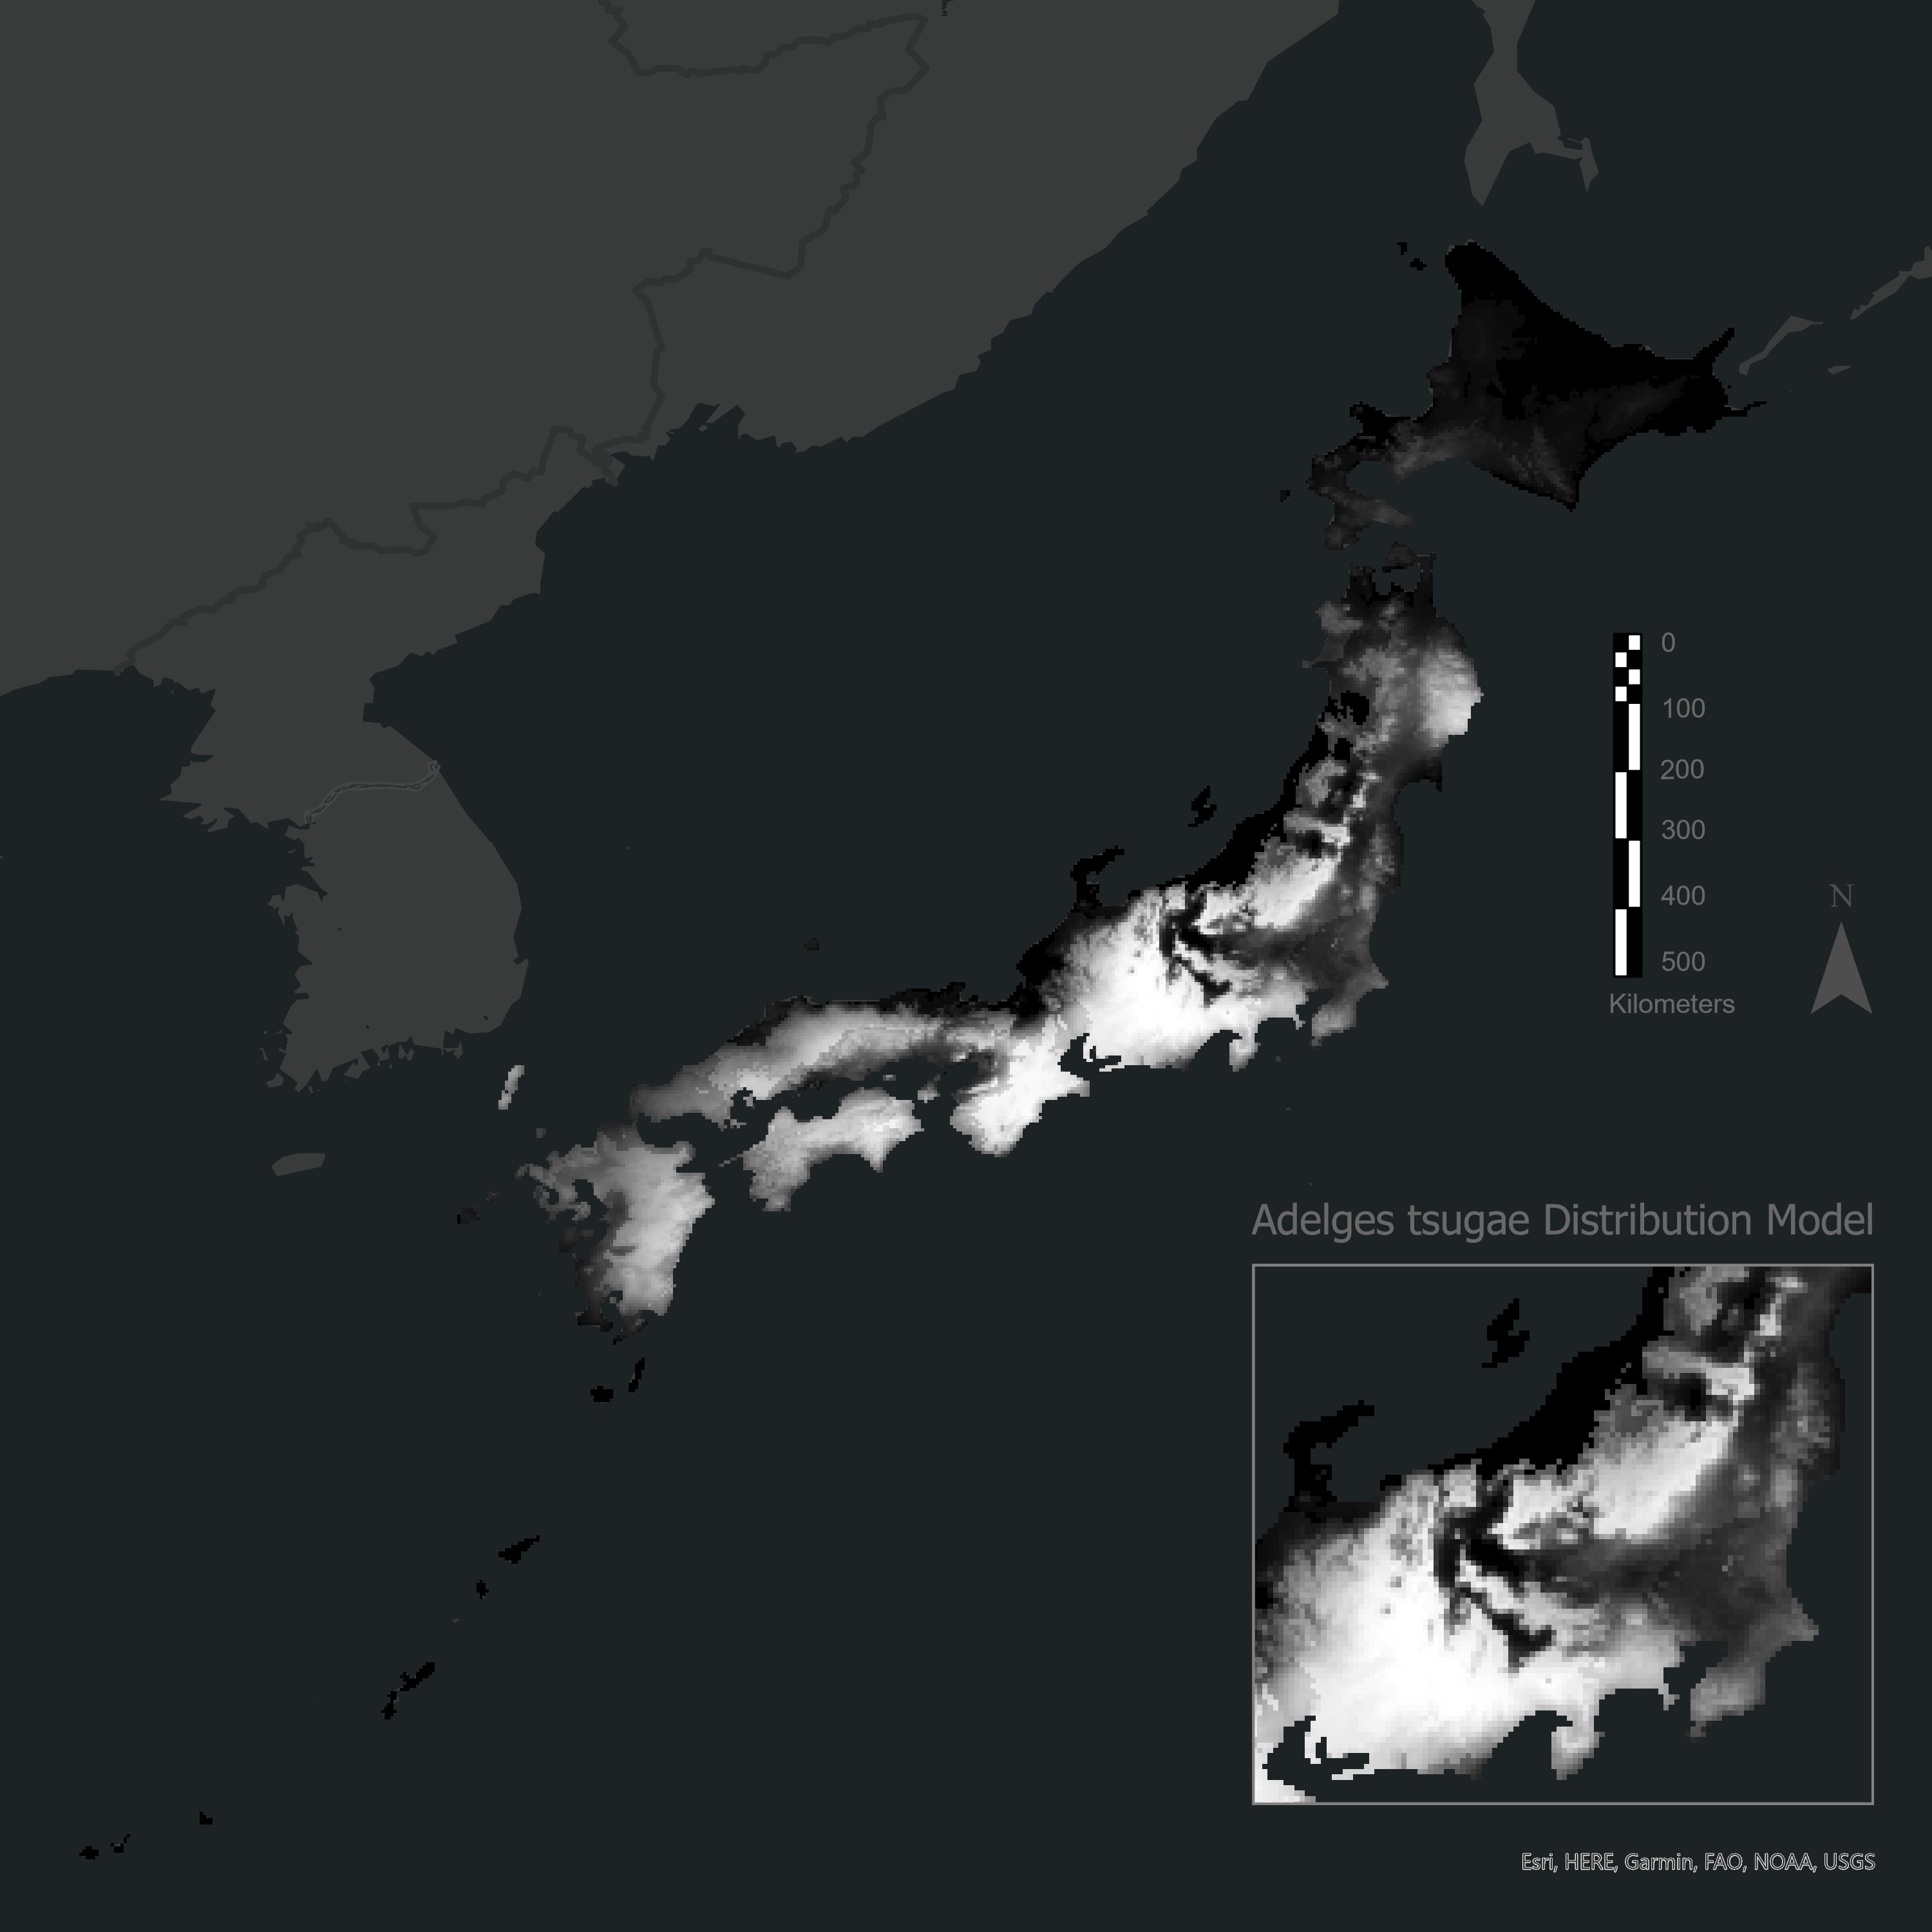 0
100
200
300
400
500
Kilometers
N
Adelges tsugae Distribution Model
Esri, HERE, Garmin, FAO, NOAA, USGS